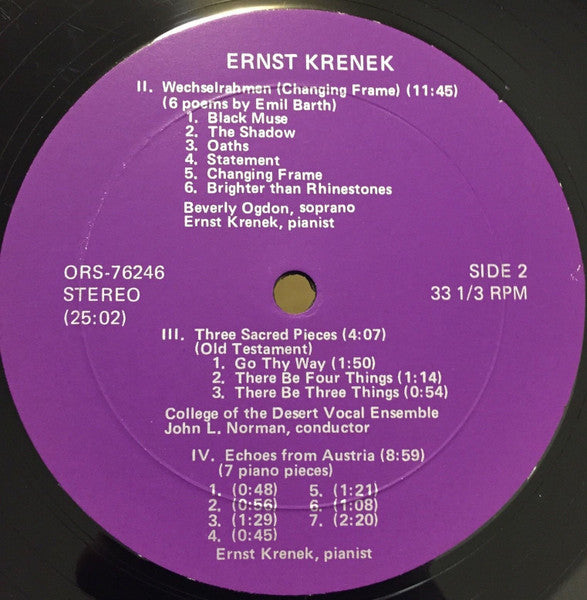 ERNST KRENEK
II. Wechselrahmen (Changing Frame) (11:45)
(6 poems by Emil Barth)
1. Black Muse
2. The Shadow
3. Oaths
4. Statement
5. Changing Frame
6. Brighter than Rhinestones
Beverly Ogdon, soprano
Ernst Krenek, pianist
ORS-76246
STEREO
(25:02)
SIDE 2
33 1/3 RPM
III. Three Sacred Pieces (4:07)
(Old Testament)
1. Go Thy Way (1:50)
2. There Be Four Things (1:14)
3. There Be Three Things (0:54)
College of the Desert Vocal Ensemble
John L. Norman, conductor
IV. Echoes from Austria (8:59)
(7 piano pieces)
1. (0:48) 5. (1:21)
2. (0:56) 6. (1:08)
3. (1:29) 7. (2:20)
4. (0:45)
Ernst Krenek, pianist